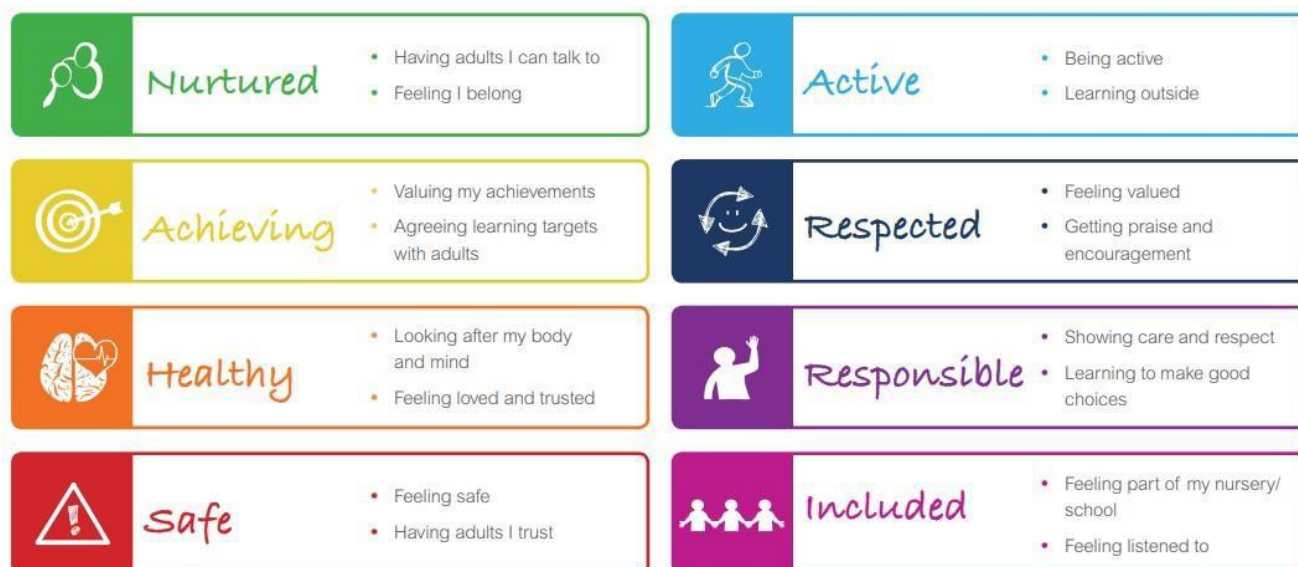 Nurtured
• Having adults I can talk to
• Feeling I belong
Active
• Being active
• Learning outside
Achieving
• Valuing my achievements
• Agreeing learning targets
with adults
Respected
• Feeling valued
• Getting praise and
encouragement
Healthy
• Looking after my body
and mind
• Feeling loved and trusted
Responsible
• Showing care and respect
• Learning to make good
choices
Safe
• Feeling safe
• Having adults I trust
Included
• Feeling part of my nursery/
school
• Feeling listened to